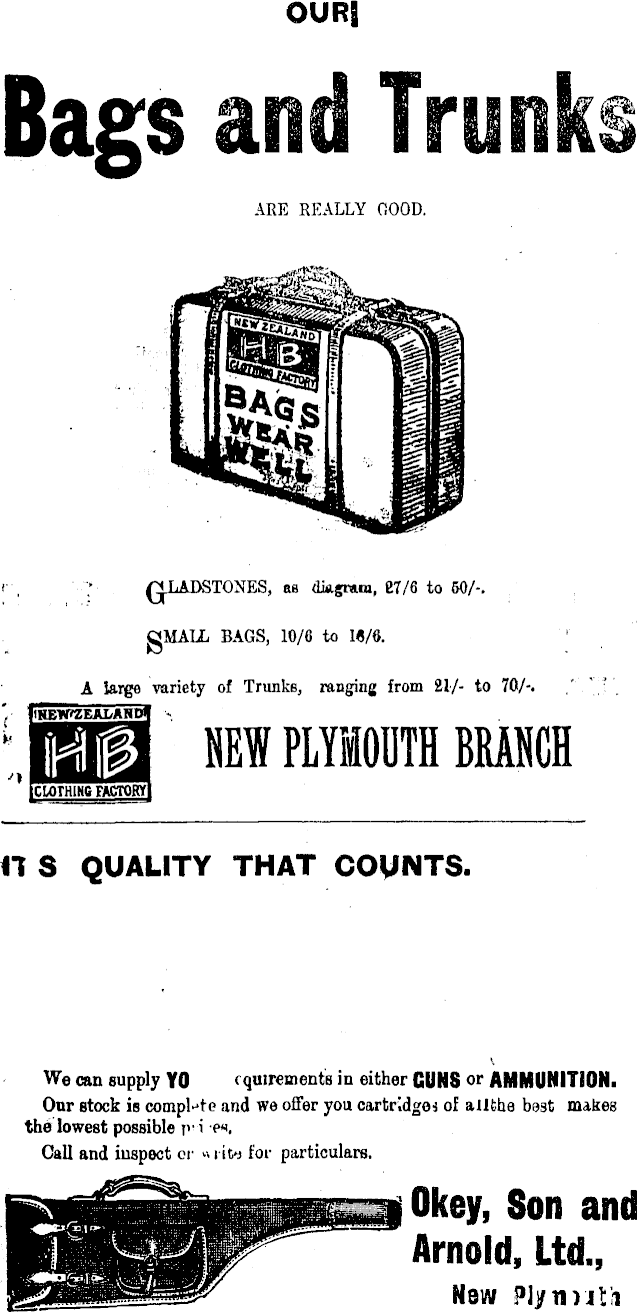 OUR
Bags and Trunks
ARE REALLY GOOD.
NEW ZEALAND
HB
CLOTHING FACTORY
BAGS
WEAR
WELL
GLADSTONES, as diagram, 27/6 to 50/-.
SMALL BAGS, 10/6 to 18/6.
A large variety of Trunks, ranging from 21/- to 70/-.
NEW ZEALAND
HB
CLOTHING FACTORY
NEW PLYMOUTH BRANCH
IT S QUALITY THAT COUNTS.
We can supply YO quirements in either GUNS or AMMUNITION.
Our stock is complete and we offer you cartridges of all the best makes
the lowest possible
Call and inspect or write for particulars.
Okey, Son and
Arnold, Ltd.,
New Plymouth